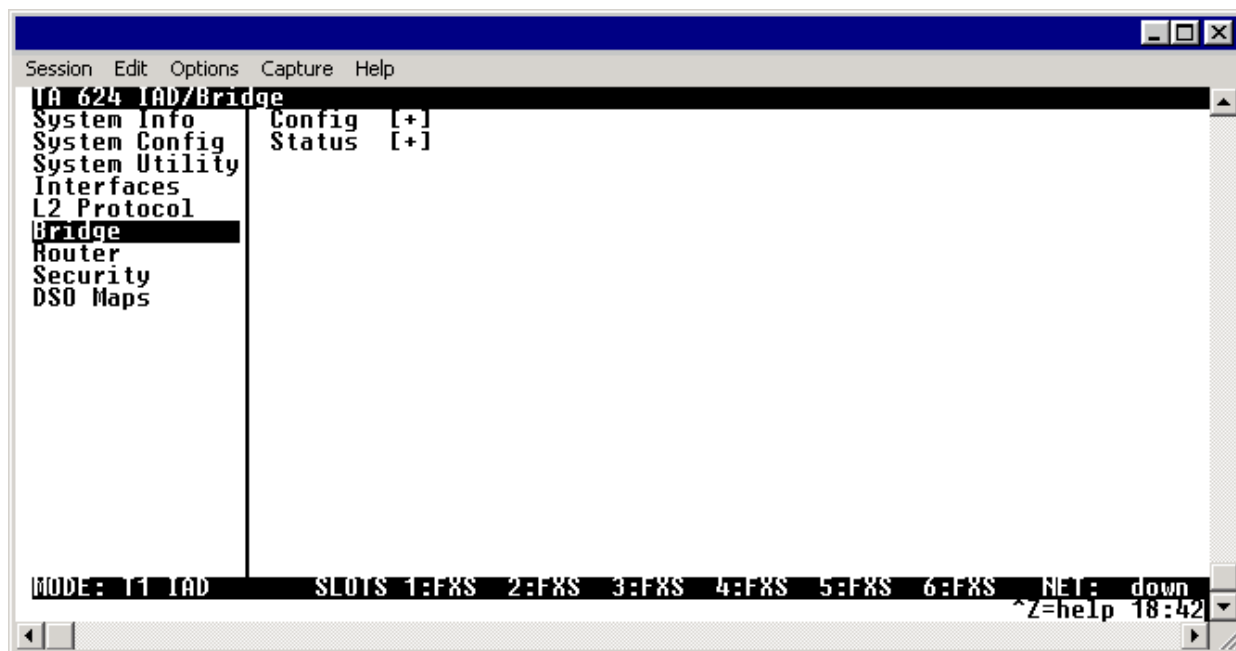 Session Edit Options Capture Help
TA 624 IAD/Bridge
System Info Config [+]
System Config Status [+]
System Utility
Interfaces
L2 Protocol
Bridge
Router
Security
DS0 Maps
MODE: T1 IAD SLOTS 1:FXS 2:FXS 3:FXS 4:FXS 5:FXS 6:FXS NET: down
^Z=help 18:42